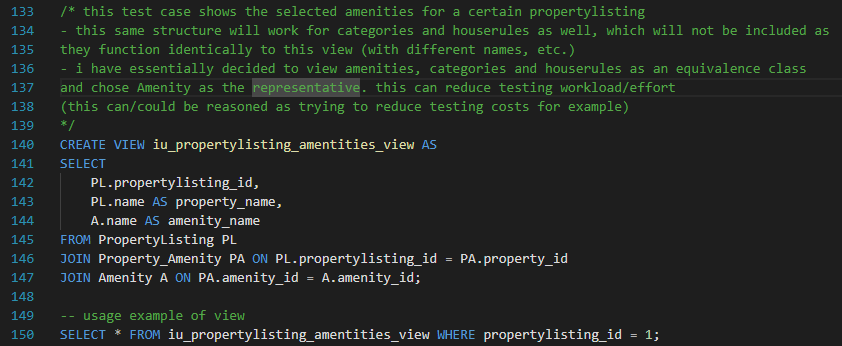 133 /* this test case shows the selected amenities for a certain propertylisting
134 - this same structure will work for categories and houserules as well, which will not be included as
135 they function identically to this view (with different names, etc.)
136 - i have essentially decided to view amenities, categories and houserules as an equivalence class
137 and chose Amenity as the representative. this can reduce testing workload/effort
138 (this can/could be reasoned as trying to reduce testing costs for example)
139 */
140 CREATE VIEW iu_propertylisting_amentities_view AS
141 SELECT
142     PL.propertylisting_id,
143     PL.name AS property_name,
144     A.name AS amenity_name
145 FROM PropertyListing PL
146 JOIN Property_Amenity PA ON PL.propertylisting_id = PA.property_id
147 JOIN Amenity A ON PA.amenity_id = A.amenity_id;
148
149 -- usage example of view
150 SELECT * FROM iu_propertylisting_amentities_view WHERE propertylisting_id = 1;